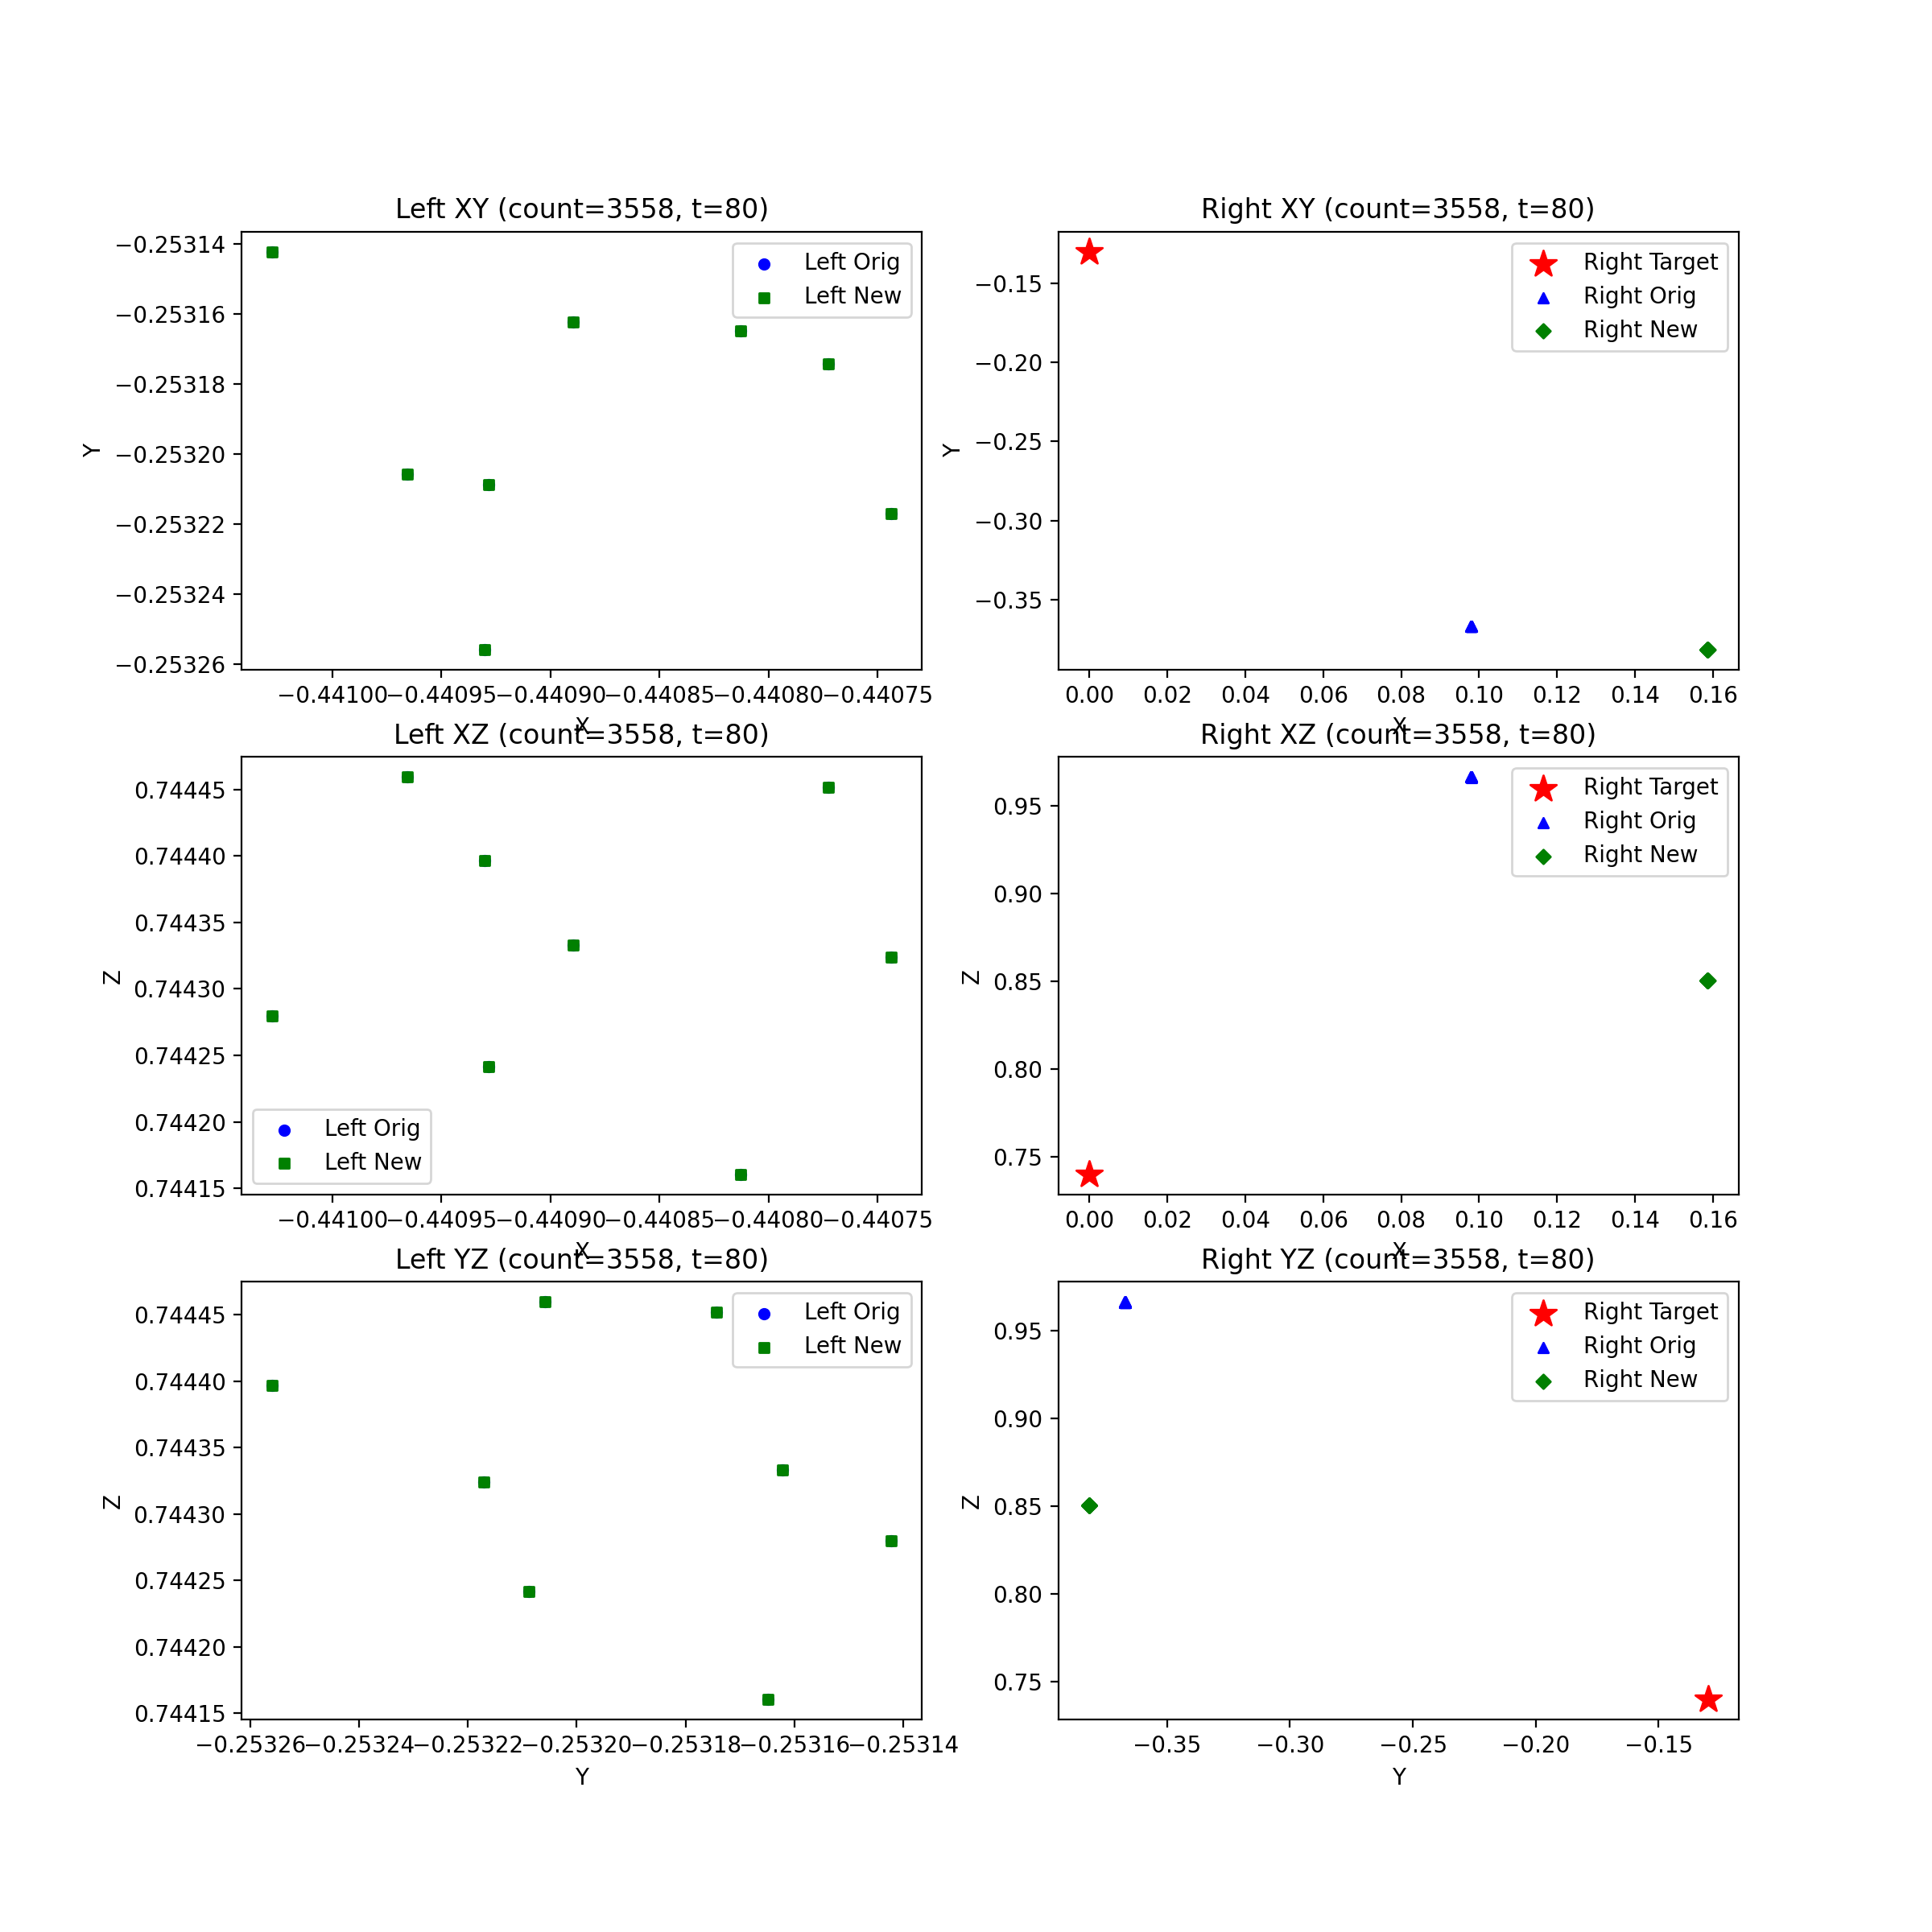 Left XY (count=3558, t=80)
−0.25314
−0.25316
−0.25318
−0.25320
−0.25322
−0.25324
−0.25326
Y
Left Orig
Left New
−0.44100 −0.44095 −0.44090 −0.44085 −0.44080 −0.44075
X
Right XY (count=3558, t=80)
−0.15
−0.20
−0.25
−0.30
−0.35
Y
Right Target
Right Orig
Right New
0.00 0.02 0.04 0.06 0.08 0.10 0.12 0.14 0.16
X
Left XZ (count=3558, t=80)
0.74445
0.74440
0.74435
0.74430
0.74425
0.74420
0.74415
Z
Left Orig
Left New
−0.44100 −0.44095 −0.44090 −0.44085 −0.44080 −0.44075
X
Right XZ (count=3558, t=80)
0.95
0.90
0.85
0.80
0.75
Z
Right Target
Right Orig
Right New
0.00 0.02 0.04 0.06 0.08 0.10 0.12 0.14 0.16
X
Left YZ (count=3558, t=80)
0.74445
0.74440
0.74435
0.74430
0.74425
0.74420
0.74415
Z
Left Orig
Left New
−0.25326 −0.25324 −0.25322 −0.25320 −0.25318 −0.25316 −0.25314
Y
Right YZ (count=3558, t=80)
0.95
0.90
0.85
0.80
0.75
Z
Right Target
Right Orig
Right New
−0.35 −0.30 −0.25 −0.20 −0.15
Y